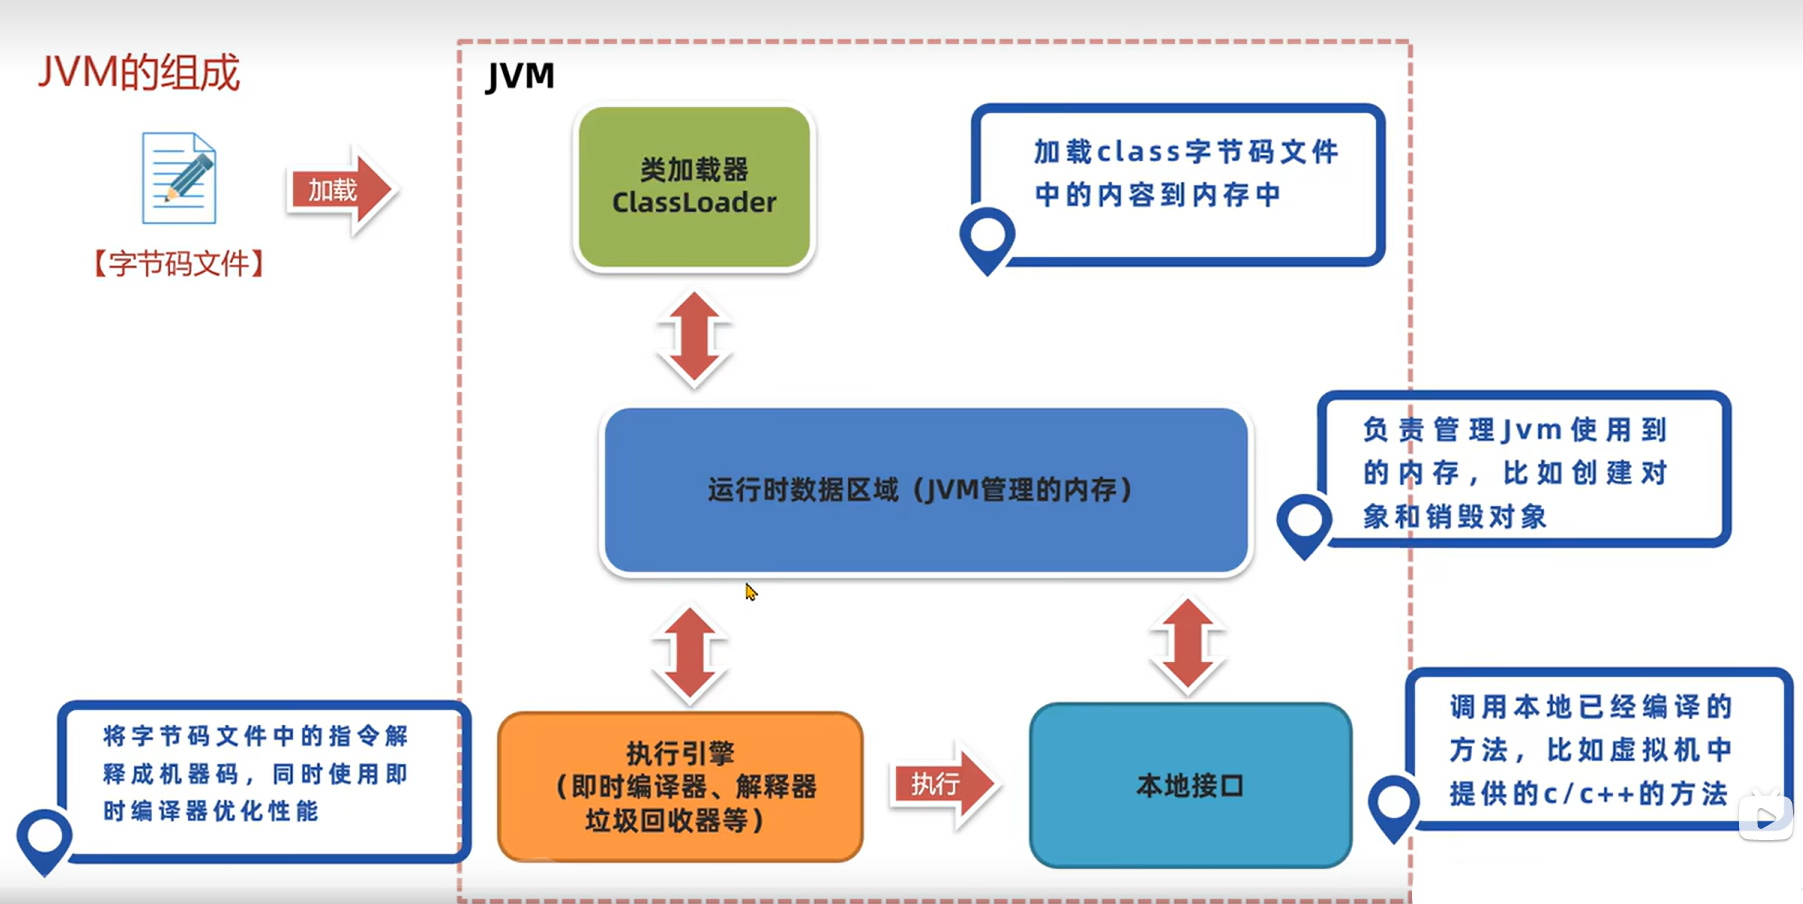 JVM的组成
JVM
加载
【字节码文件】
类加载器
ClassLoader
加载class字节码文件
中的内容到内存中
运行时数据区域（JVM管理的内存）
负责管理Jvm使用到
的内存，比如创建对
象和销毁对象
将字节码文件中的指令解
释成机器码，同时使用即
时编译器优化性能
执行引擎
（即时编译器、解释器
垃圾回收器等）
执行
本地接口
调用本地已经编译的
方法，比如虚拟机中
提供的c/c++的方法